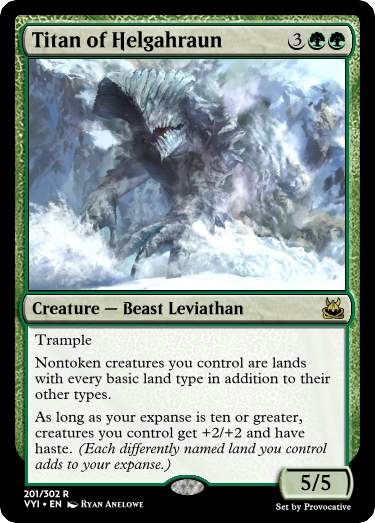 Titan of Helgahraun 3
Creature — Beast Leviathan
Trample
Nontoken creatures you control are lands
with every basic land type in addition to their
other types.
As long as your expanse is ten or greater,
creatures you control get +2/+2 and have
haste. (Each differently named land you control
adds to your expanse.)
5/5
201/302 R
VYI • EN Ryan Anelowe
Set by Provocative